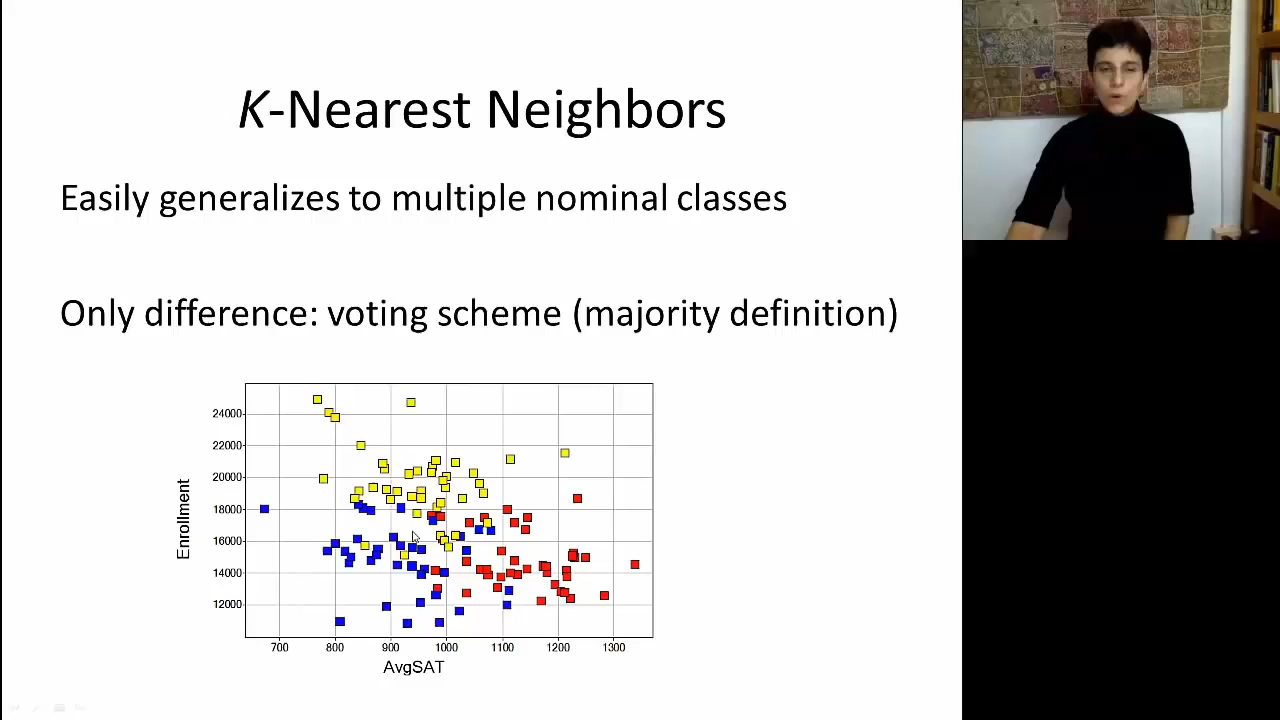 K-Nearest Neighbors
Easily generalizes to multiple nominal classes
Only difference: voting scheme (majority definition)
24000
22000
20000
18000
16000
14000
12000
Enrollment
700 800 900 1000 1100 1200 1300
AvgSAT